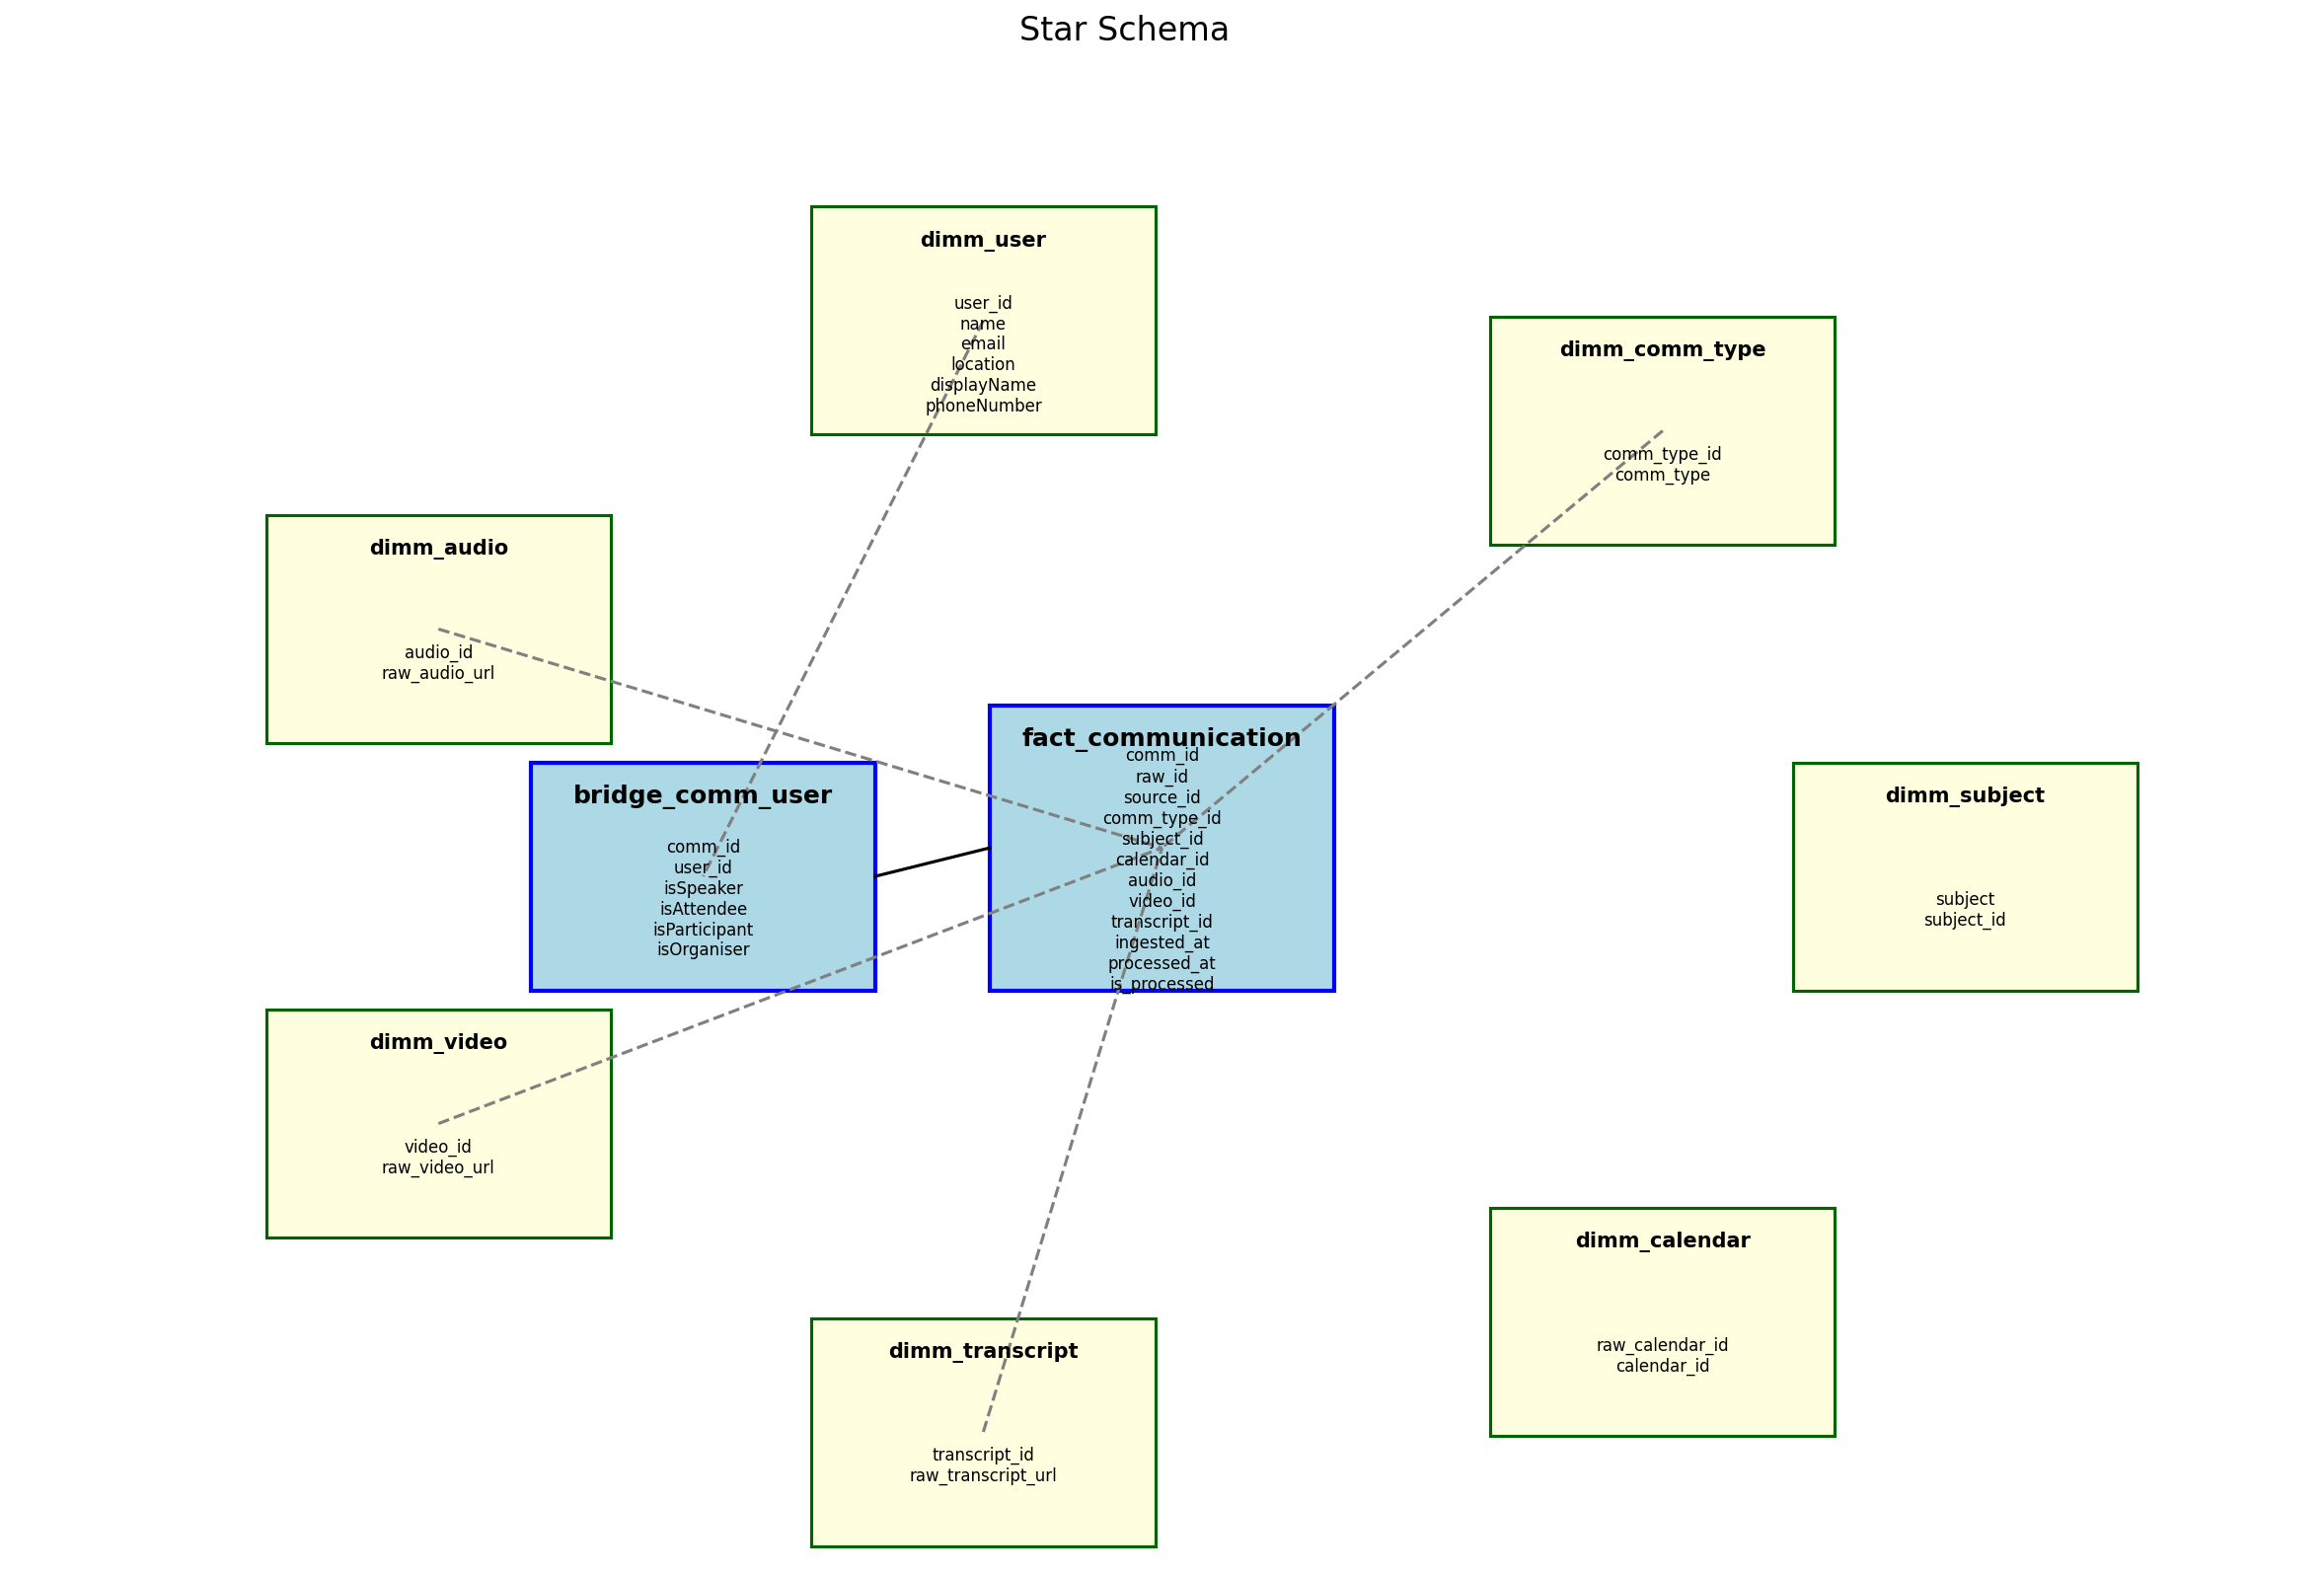 Star Schema
dimm_user
user_id
name
email
location
displayName
phoneNumber
dimm_comm_type
comm_type_id
comm_type
dimm_audio
audio_id
raw_audio_url
fact_communication
comm_id
raw_id
source_id
comm_type_id
subject_id
calendar_id
audio_id
video_id
transcript_id
ingested_at
processed_at
is_processed
bridge_comm_user
comm_id
user_id
isSpeaker
isAttendee
isParticipant
isOrganiser
dimm_subject
subject
subject_id
dimm_video
video_id
raw_video_url
dimm_calendar
raw_calendar_id
calendar_id
dimm_transcript
transcript_id
raw_transcript_url